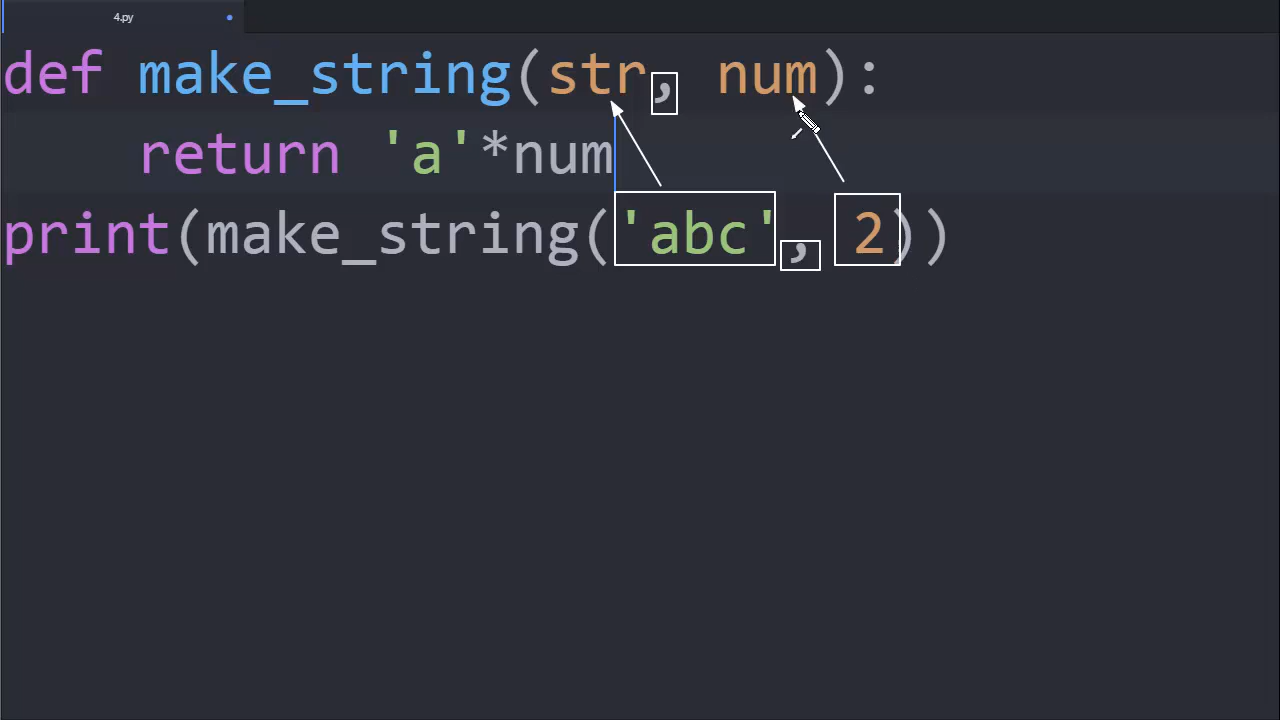 4.py
def make_string(str, num):
    return 'a'*num
print(make_string('abc', 2))